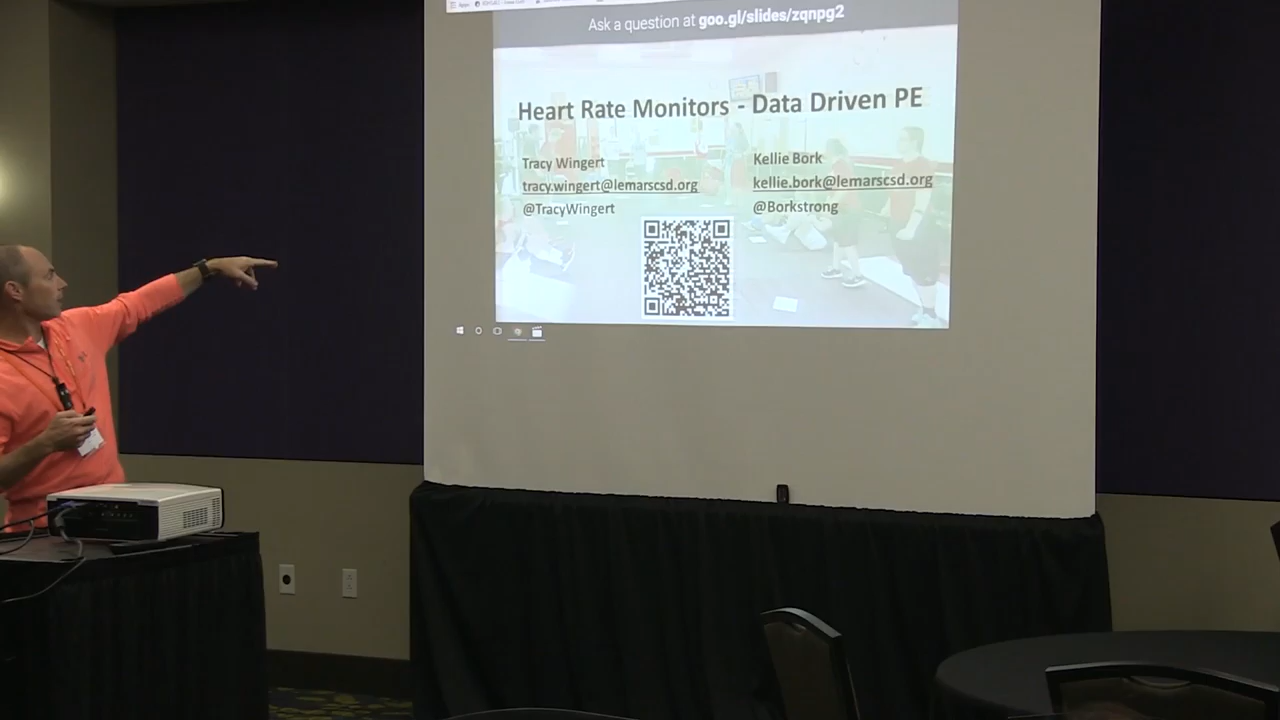 Apps
Ask a question at goo.gl/slides/zqnpg2
Heart Rate Monitors - Data Driven PE
Tracy Wingert
tracy.wingert@lemarscsd.org
@TracyWingert
Kellie Bork
kellie.bork@lemarscsd.org
@Borkstrong